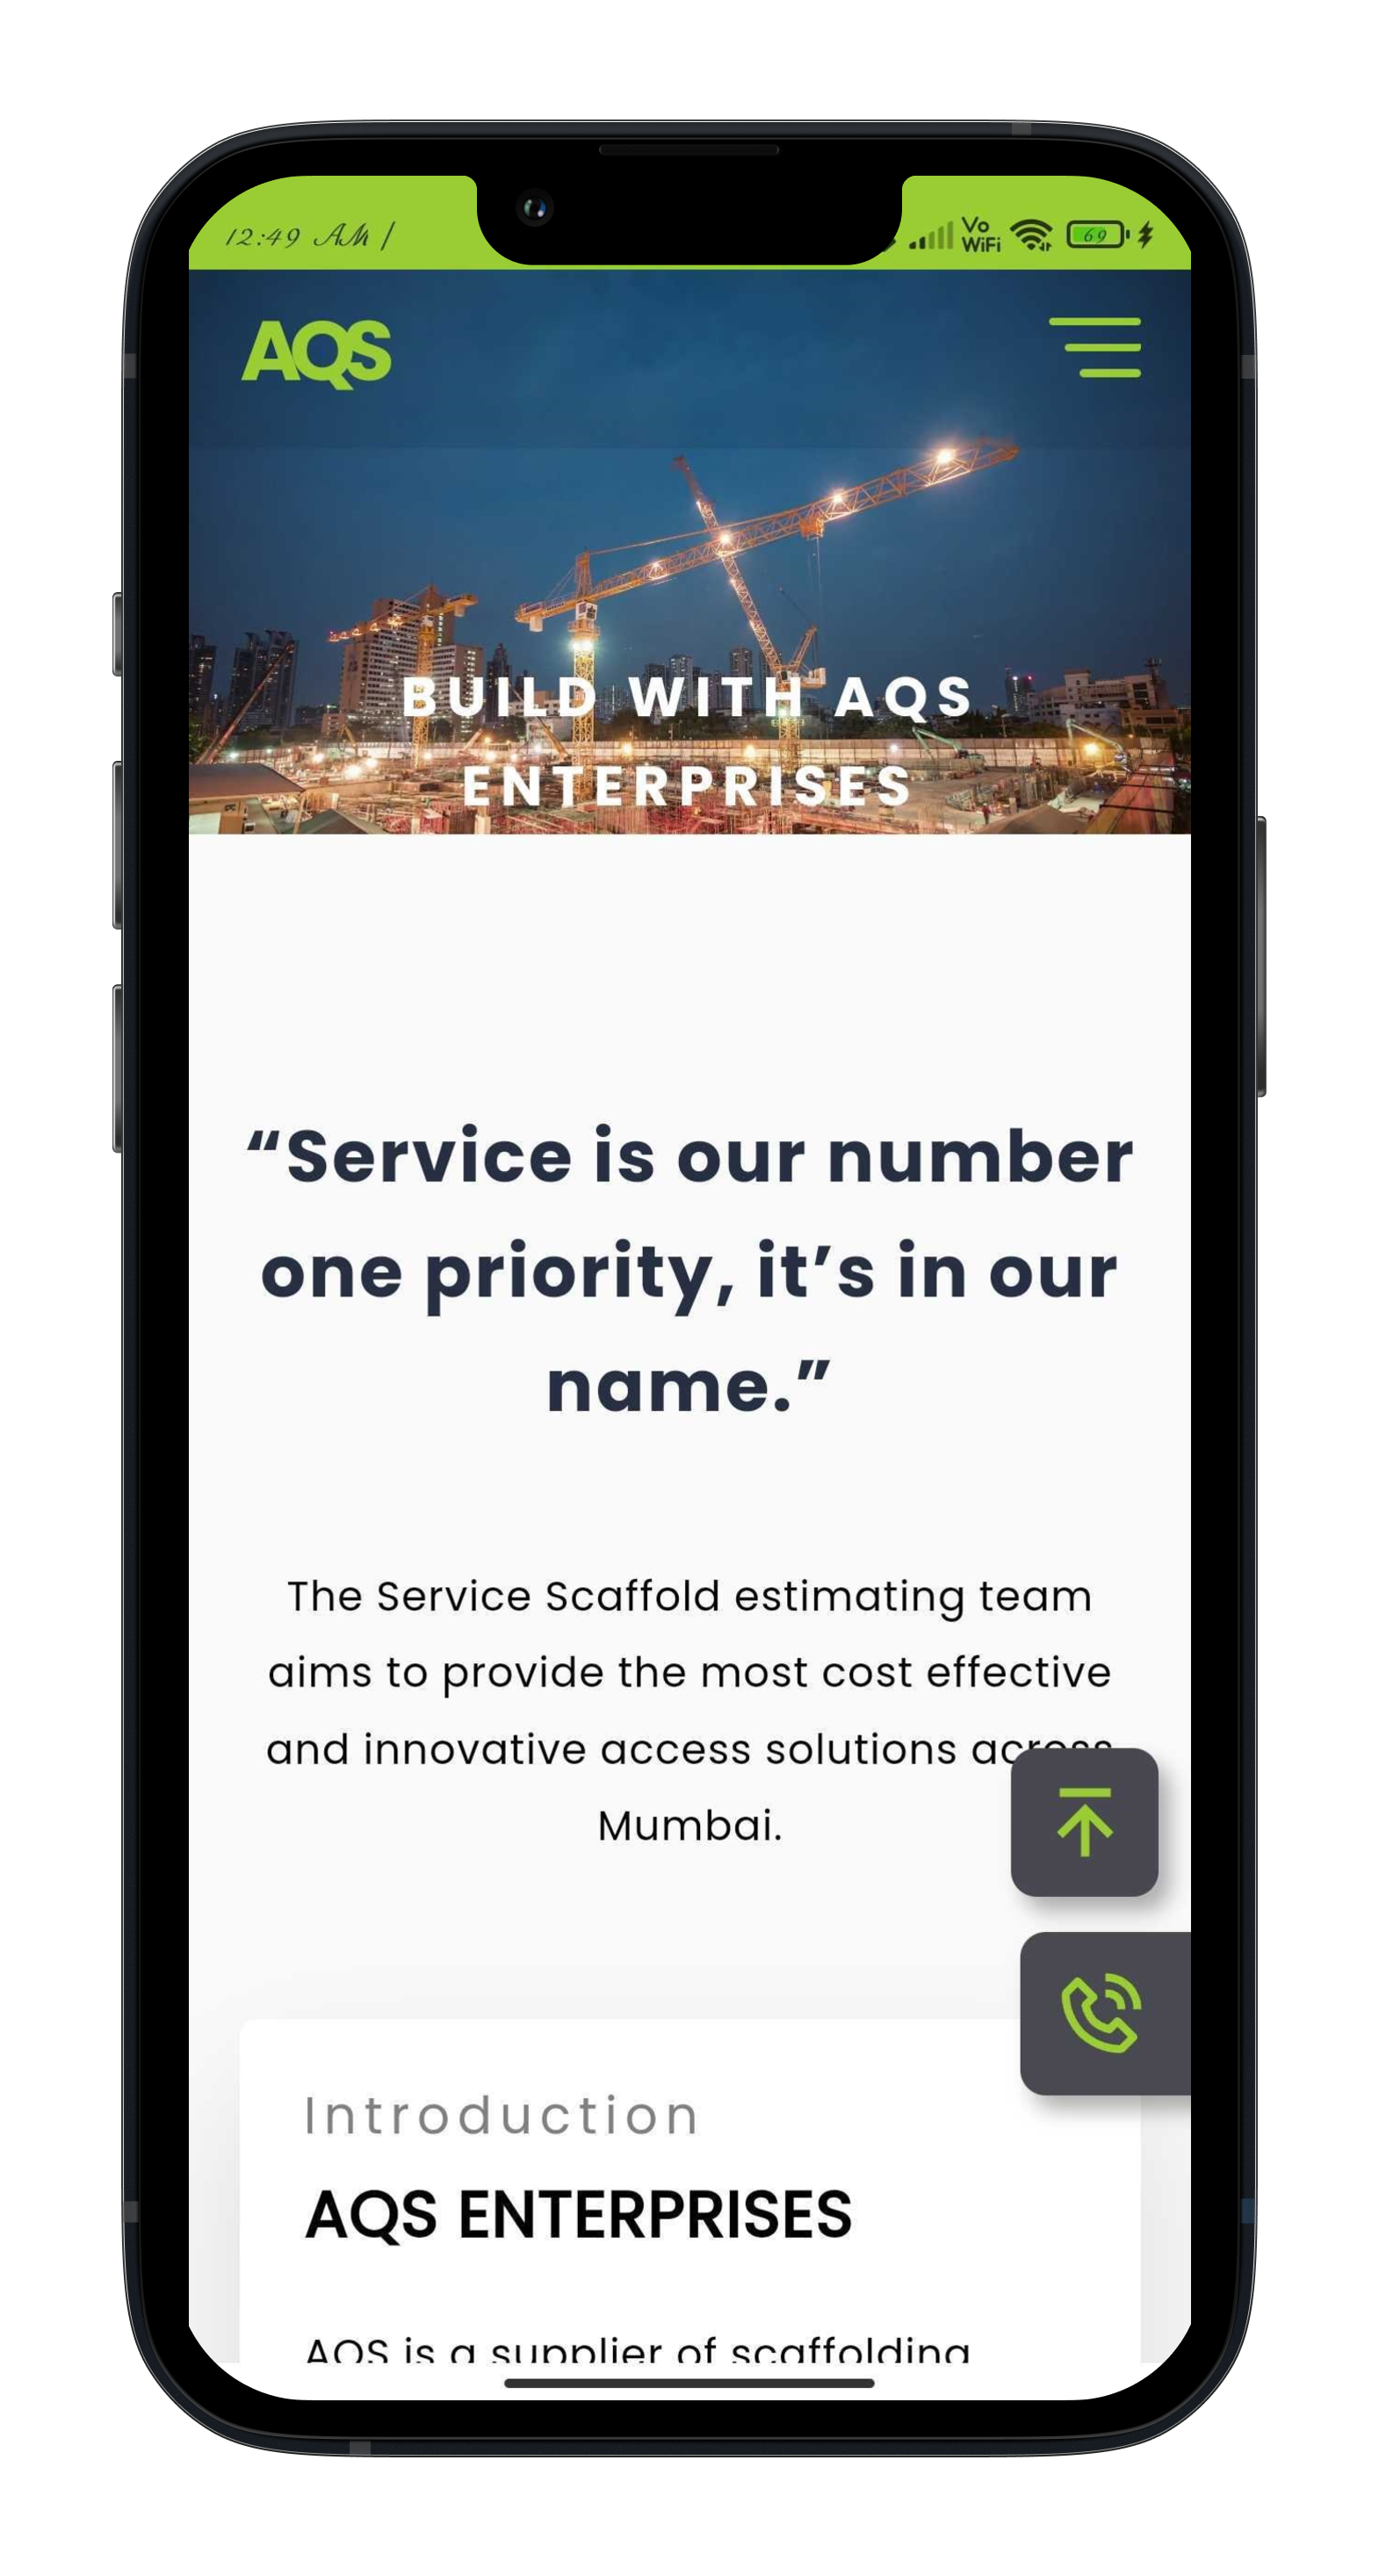 12:49 AM |
Vo
WiFi
69
AQS
BUILD WITH AQS
ENTERPRISES
“Service is our number
one priority, it’s in our
name.”
The Service Scaffold estimating team
aims to provide the most cost effective
and innovative access solutions across
Mumbai.
Introduction
AQS ENTERPRISES
AQS is a supplier of scaffolding